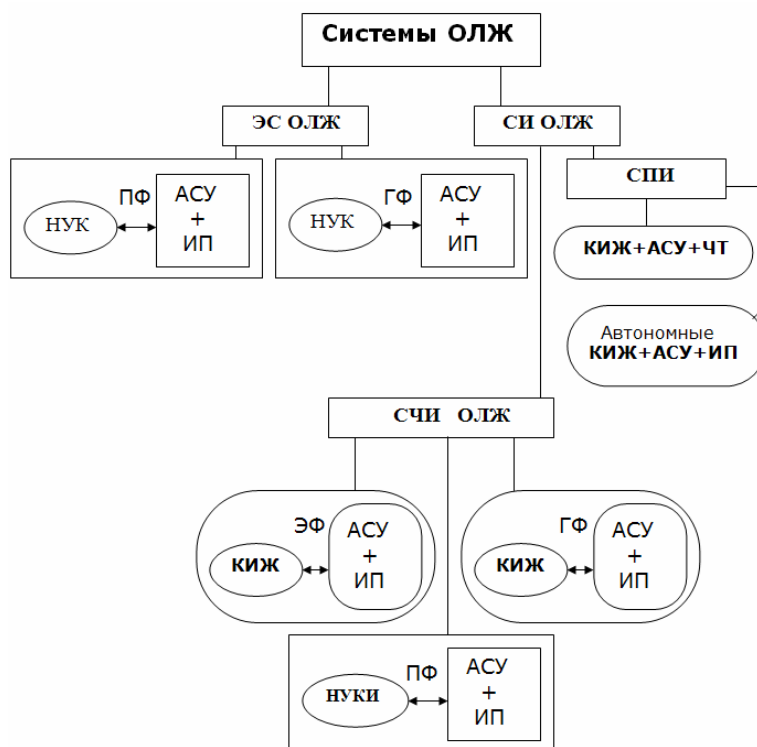 Системы ОЛЖ
ЭС ОЛЖ
СИ ОЛЖ
СПИ
НУК
ПФ
АСУ
+
ИП
НУК
ГФ
АСУ
+
ИП
КИЖ+АСУ+ЧТ
Автономные
КИЖ+АСУ+ИП
СЧИ ОЛЖ
КИЖ
ЭФ
АСУ
+
ИП
КИЖ
ГФ
АСУ
+
ИП
НУКИ
ПФ
АСУ
+
ИП